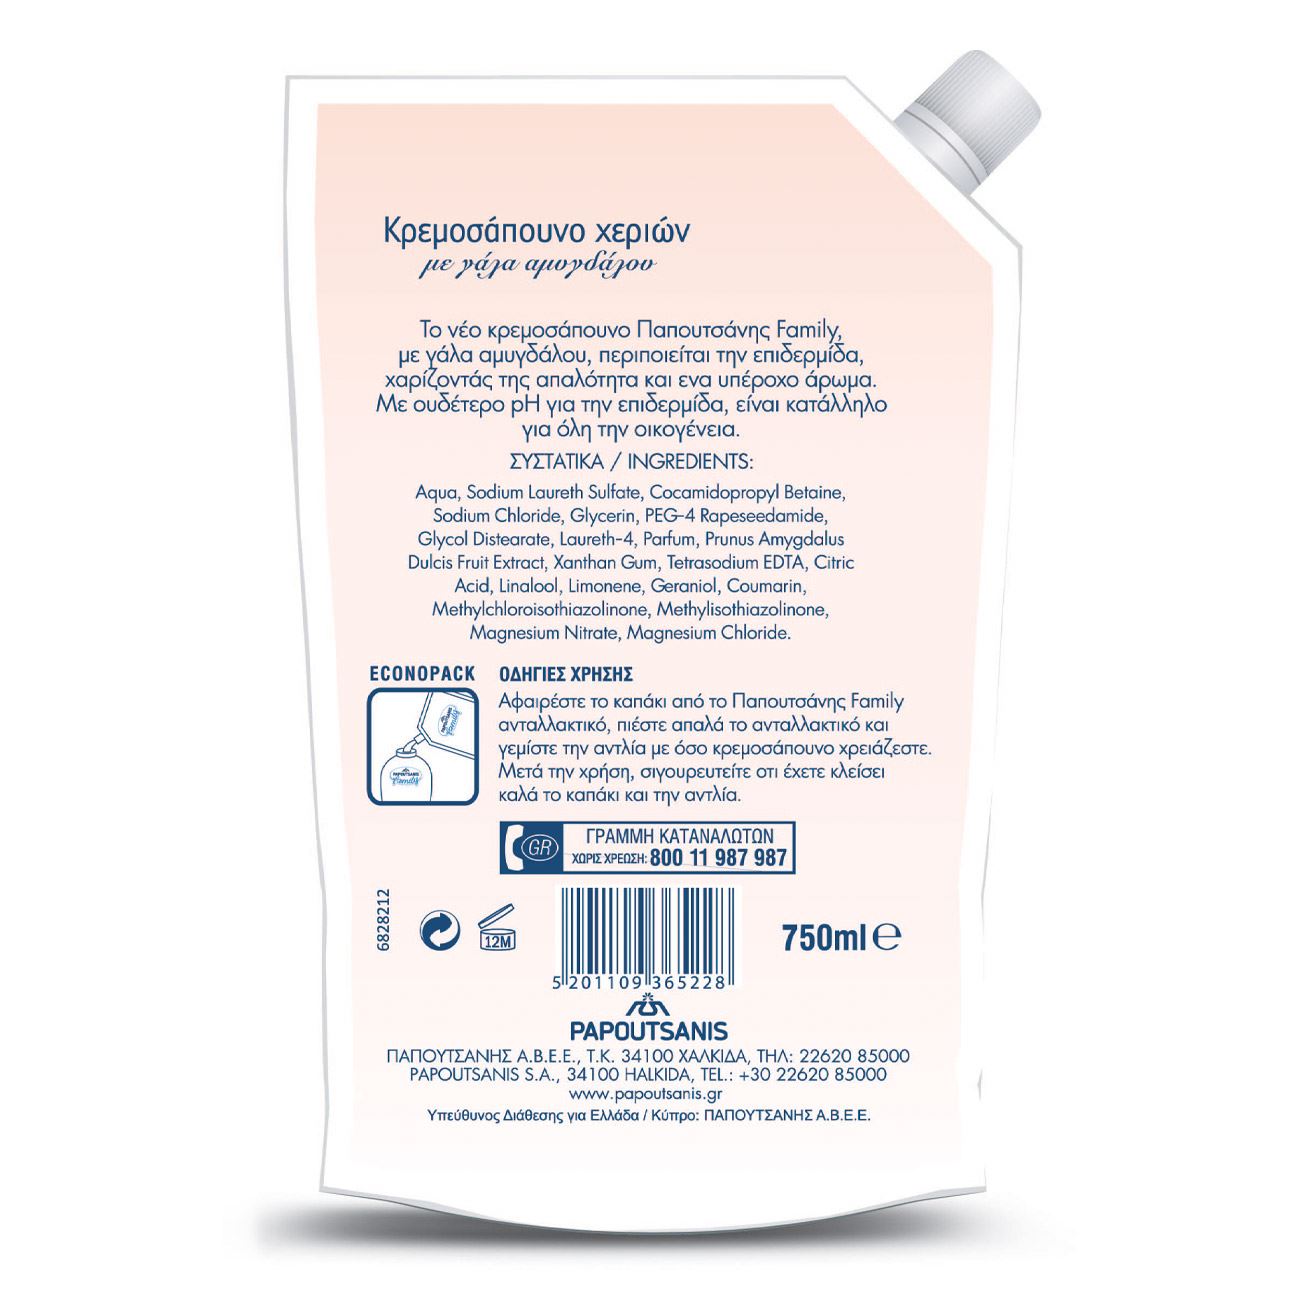 Κρεμοσάπουνο χεριών
με γάλα αμυγδάλου
Το νέο κρεμοσάπουνο Παπουτσάνης Family,
με γάλα αμυγδάλου, περιποιείται την επιδερμίδα,
χαρίζοντάς της απαλότητα και ενα υπέροχο άρωμα.
Με ουδέτερο pH για την επιδερμίδα, είναι κατάλληλο
για όλη την οικογένεια.
ΣΥΣΤΑΤΙΚΑ / INGREDIENTS:
Aqua, Sodium Laureth Sulfate, Cocamidopropyl Betaine,
Sodium Chloride, Glycerin, PEG-4 Rapeseedamide,
Glycol Distearate, Laureth-4, Parfum, Prunus Amygdalus
Dulcis Fruit Extract, Xanthan Gum, Tetrasodium EDTA, Citric
Acid, Linalool, Limonene, Geraniol, Coumarin,
Methylchloroisothiazolinone, Methylisothiazolinone,
Magnesium Nitrate, Magnesium Chloride.
ECONOPACK
PAPOUTSANIS
family
PAPOUTSANIS
family
ΟΔΗΓΙΕΣ ΧΡΗΣΗΣ
Αφαιρέστε το καπάκι από το Παπουτσάνης Family
ανταλλακτικό, πιέστε απαλά το ανταλλακτικό και
γεμίστε την αντλία με όσο κρεμοσάπουνο χρειάζεστε.
Μετά την χρήση, σιγουρευτείτε οτι έχετε κλείσει
καλά το καπάκι και την αντλία.
GR
ΓΡΑΜΜΗ ΚΑΤΑΝΑΛΩΤΩΝ
ΧΩΡΙΣ ΧΡΕΩΣΗ: 800 11 987 987
6828212
12M
750ml e
5 201109 365228
PAPOUTSANIS
ΠΑΠΟΥΤΣΑΝΗΣ Α.Β.Ε.Ε., Τ.Κ. 34100 ΧΑΛΚΙΔΑ, ΤΗΛ: 22620 85000
PAPOUTSANIS S.A., 34100 HALKIDA, TEL.: +30 22620 85000
www.papoutsanis.gr
Υπεύθυνος Διάθεσης για Ελλάδα / Κύπρο: ΠΑΠΟΥΤΣΑΝΗΣ Α.Β.Ε.Ε.